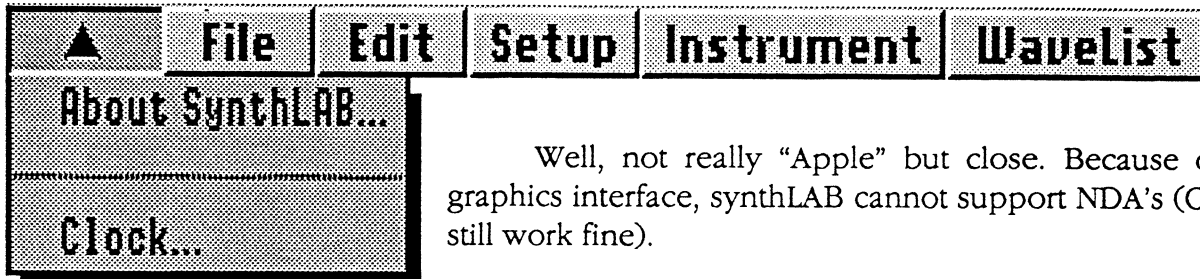 ▲ File Edit Setup Instrument Wavelist
About SynthLAB...
Clock...
Well, not really “Apple” but close. Because
graphics interface, synthLAB cannot support NDA's
still work fine).